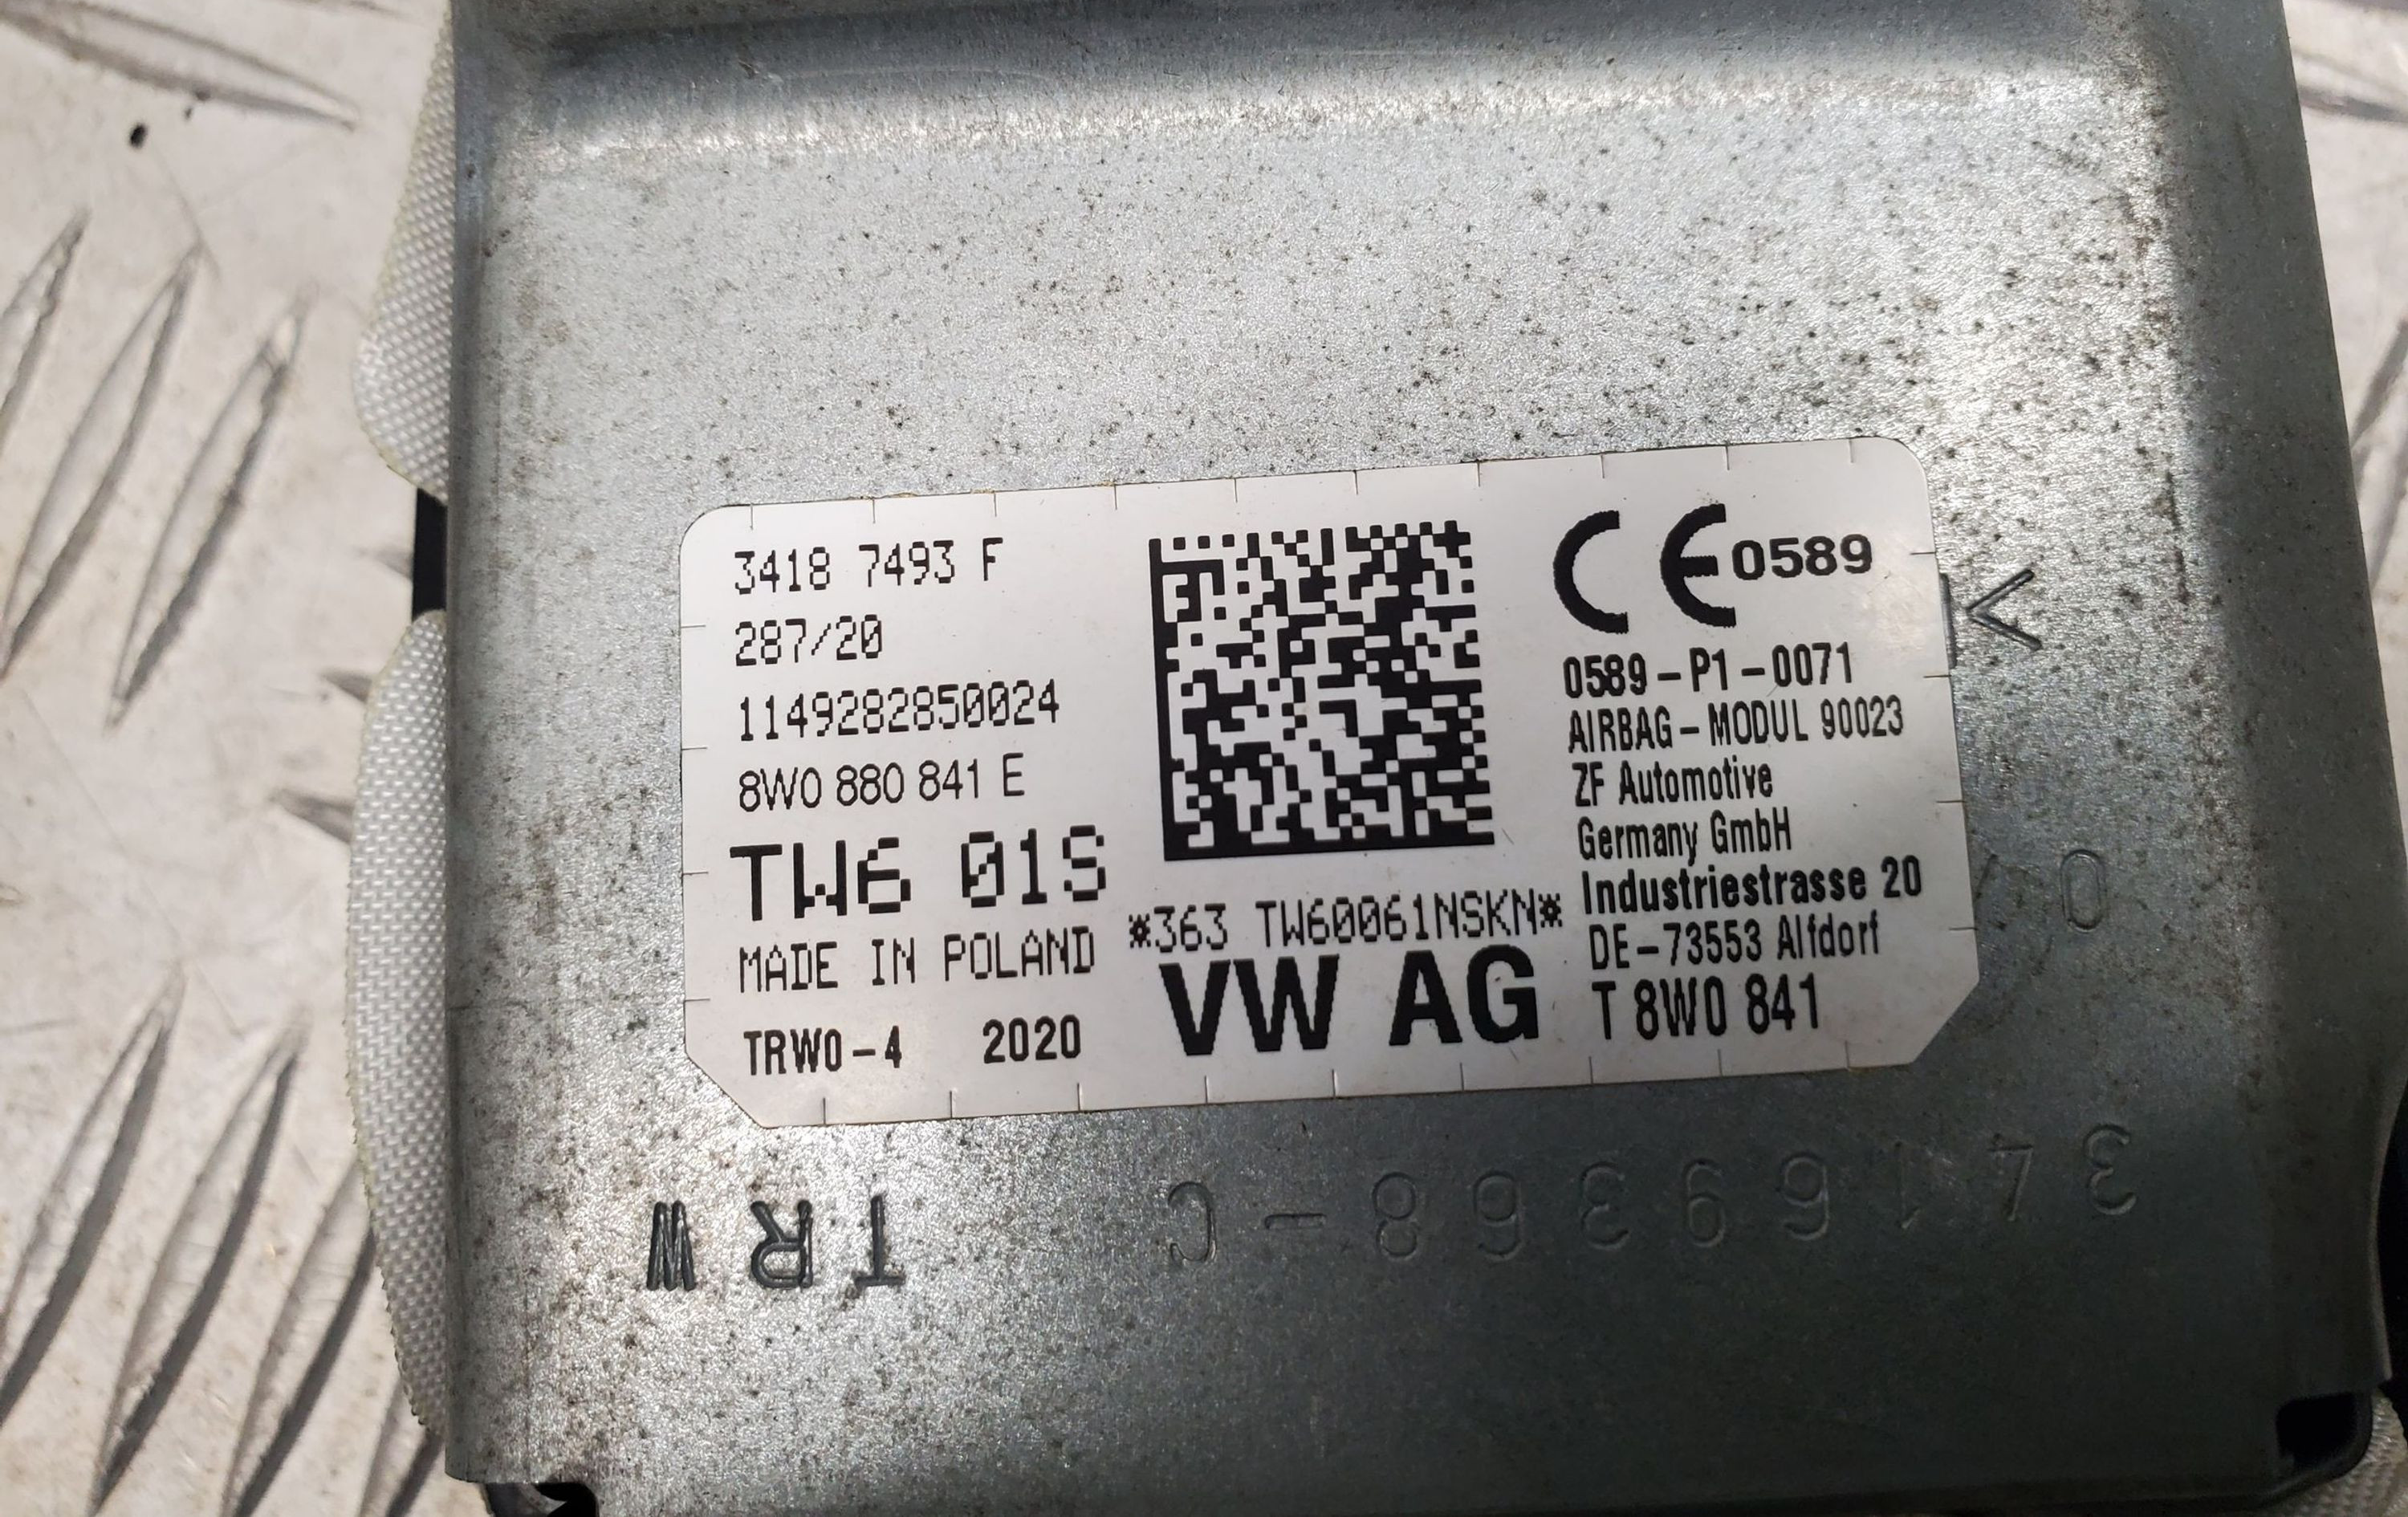 3418 7493 F
287/20
1149282850024
8W0 880 841 E
TW6 01S
MADE IN POLAND
TRW0-4 2020
*363 TW60061NSKN*
VW AG
CE 0589
0589-P1-0071
AIRBAG-MODUL 90023
ZF Automotive
Germany GmbH
Industriestrasse 20
DE-73553 Alfdorf
T 8W0 841
34169368-C
TRW